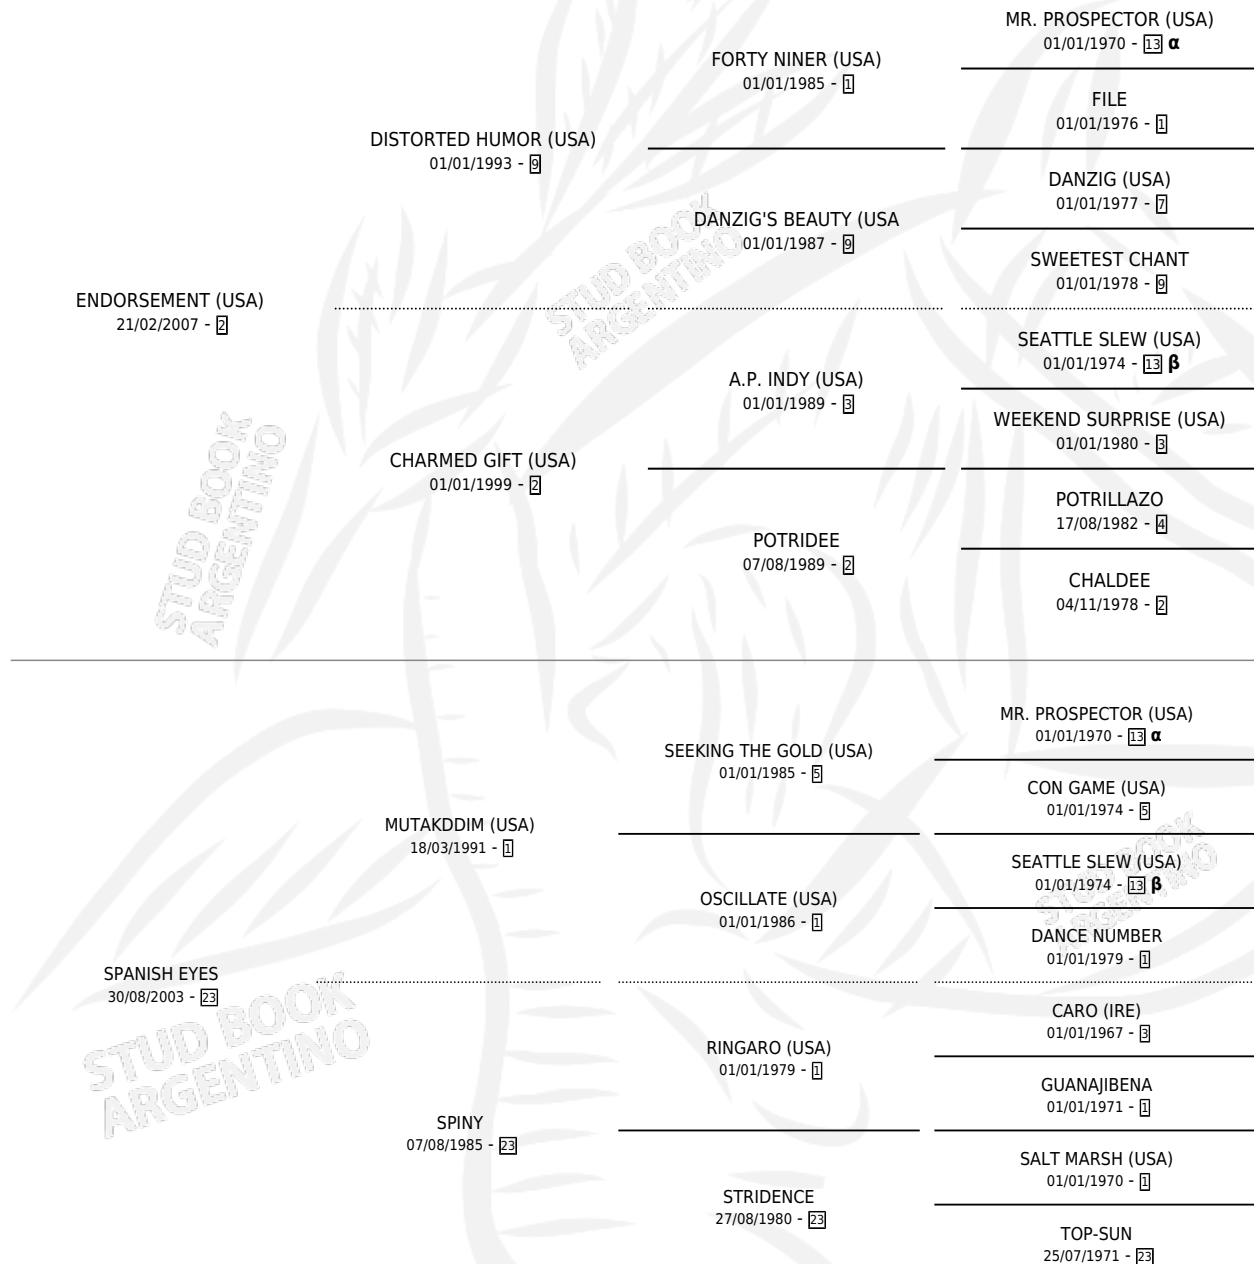 MR. PROSPECTOR (USA)
01/01/1970 - 13 α
FORTY NINER (USA)
01/01/1985 - 1
FILE
01/01/1976 - 1
DISTORTED HUMOR (USA)
01/01/1993 - 9
DANZIG (USA)
01/01/1977 - 7
DANZIG'S BEAUTY (USA
01/01/1987 - 9
SWEETEST CHANT
01/01/1978 - 9
ENDORSEMENT (USA)
21/02/2007 - 2
SEATTLE SLEW (USA)
01/01/1974 - 13 β
A.P. INDY (USA)
01/01/1989 - 3
WEEKEND SURPRISE (USA)
01/01/1980 - 3
CHARMED GIFT (USA)
01/01/1999 - 2
POTRILLAZO
17/08/1982 - 4
POTRIDEE
07/08/1989 - 2
CHALDEE
04/11/1978 - 2
MR. PROSPECTOR (USA)
01/01/1970 - 13 α
SEEKING THE GOLD (USA)
01/01/1985 - 5
CON GAME (USA)
01/01/1974 - 5
MUTAKDDIM (USA)
18/03/1991 - 1
SEATTLE SLEW (USA)
01/01/1974 - 13 β
OSCILLATE (USA)
01/01/1986 - 1
DANCE NUMBER
01/01/1979 - 1
SPANISH EYES
30/08/2003 - 23
CARO (IRE)
01/01/1967 - 3
RINGARO (USA)
01/01/1979 - 1
GUANAJIBENA
01/01/1971 - 1
SPINY
07/08/1985 - 23
SALT MARSH (USA)
01/01/1970 - 1
STRIDENCE
27/08/1980 - 23
TOP-SUN
25/07/1971 - 23
STUD BOOK
ARGENTINO
STUD BOOK
ARGENTINO
STUD BOOK
ARGENTINO
STUD BOOK
ARGENTINO